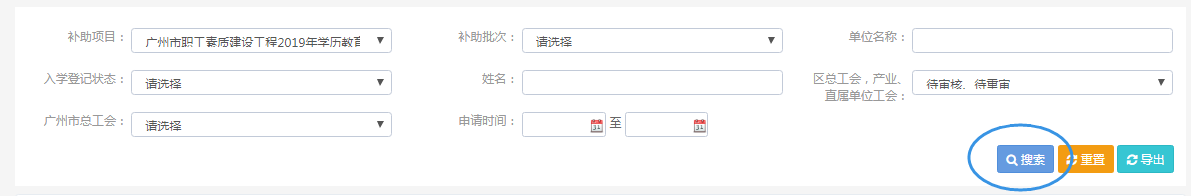 补助项目： 广州市职工素质建设工程2019年学历教育 补助批次： 请选择 单位名称：
入学登记状态： 请选择 姓名： 区总工会，产业、直属单位工会： 待审核、待重审
广州市总工会： 请选择 申请时间： 至
搜索 重置 导出